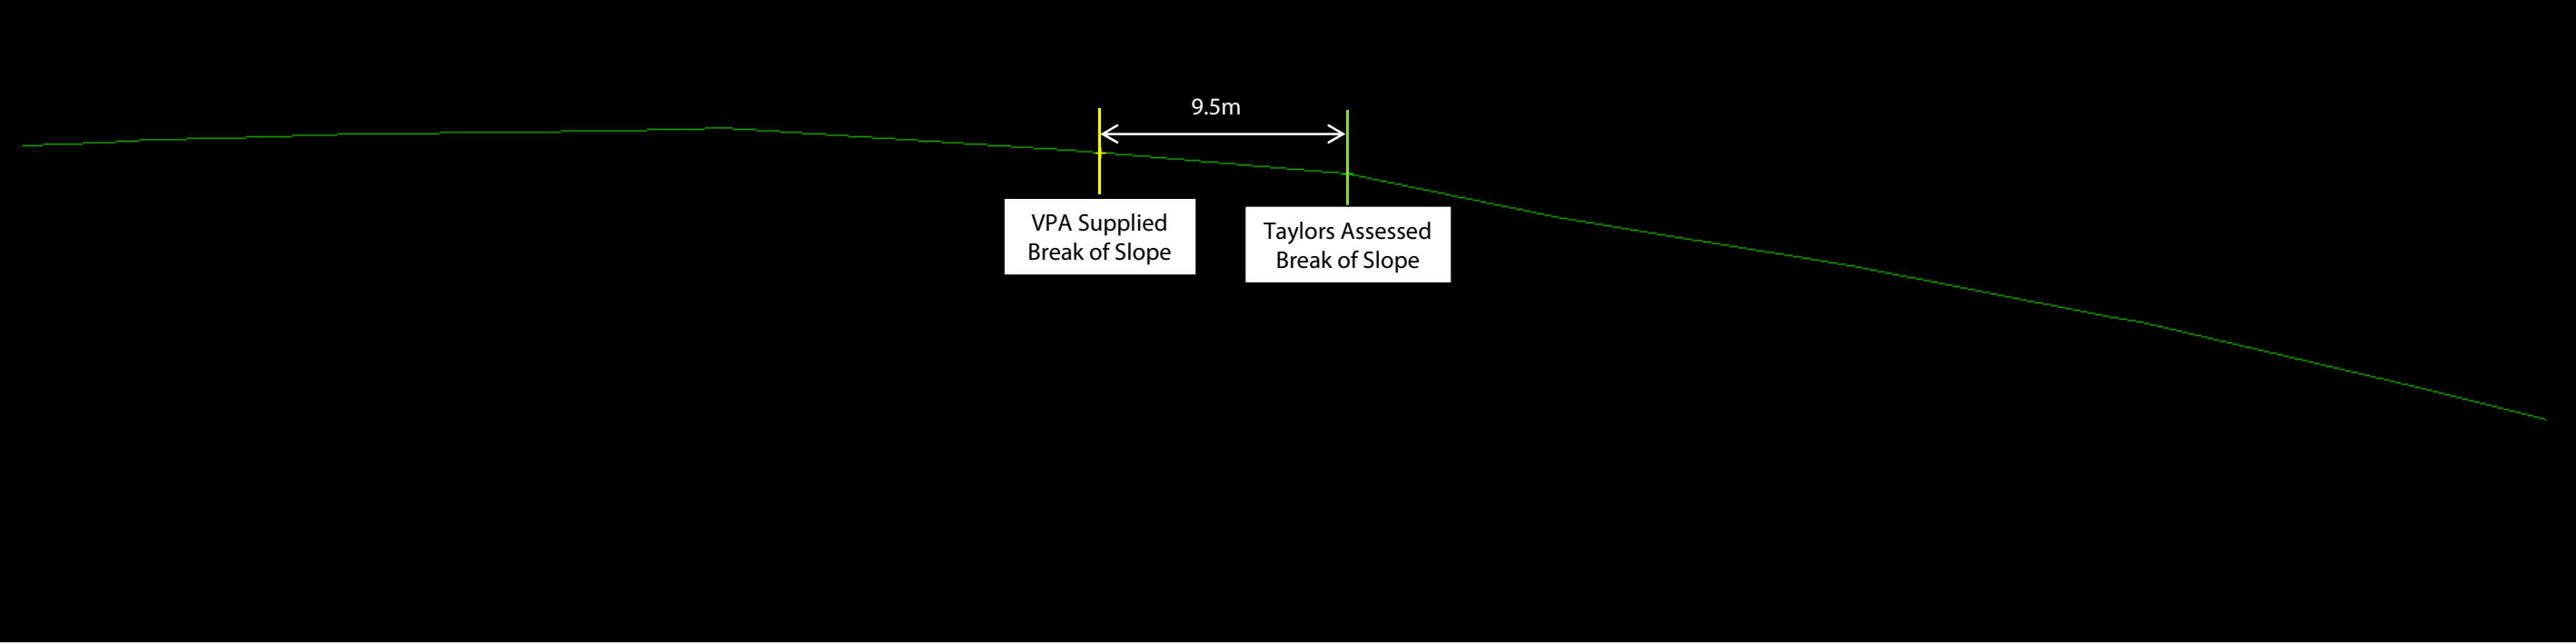 9.5m
VPA Supplied
Break of Slope
Taylors Assessed
Break of Slope